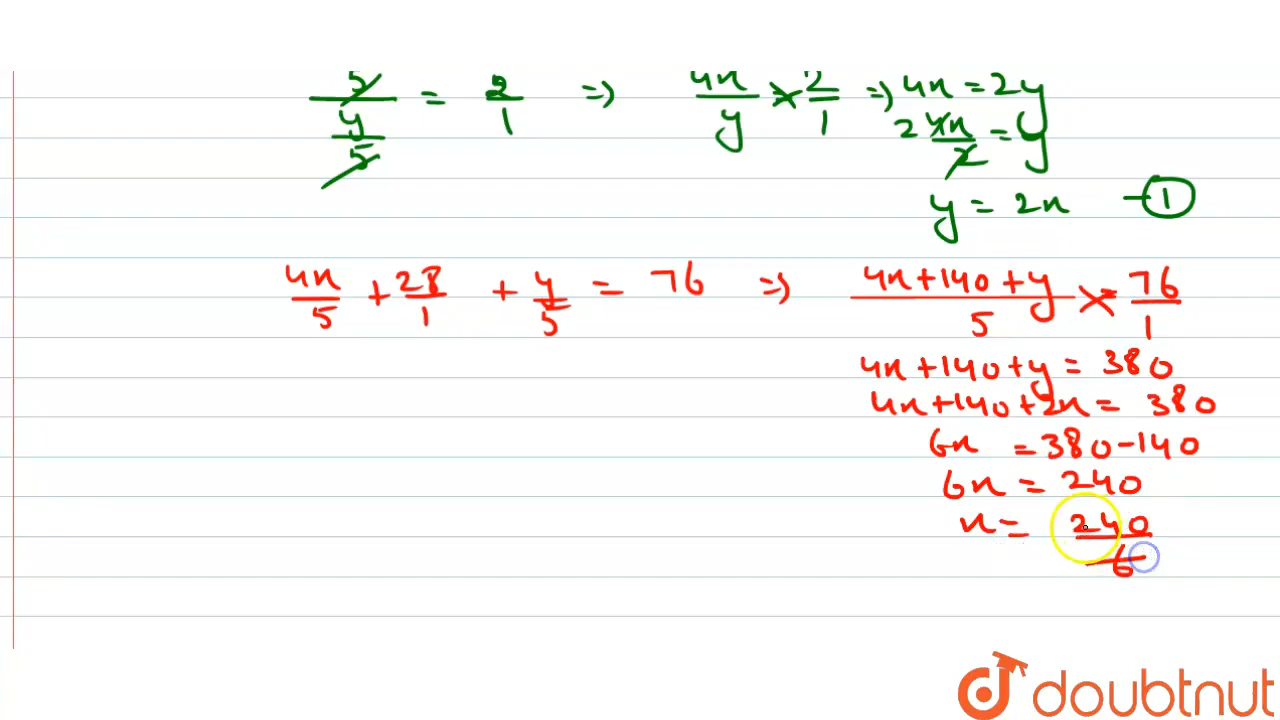 5/(y/5) = 2/1 => 4x/y × 2/1 => 4x = 2y
2 4x/2 = y
y = 2x - 1
4x/5 + 28/1 + y/5 = 76 => (4x+140+y)/5 × 76/1
4x+140+y = 380
4x+140+2x = 380
6x = 380-140
6x = 240
x = 240/6
doubtnut